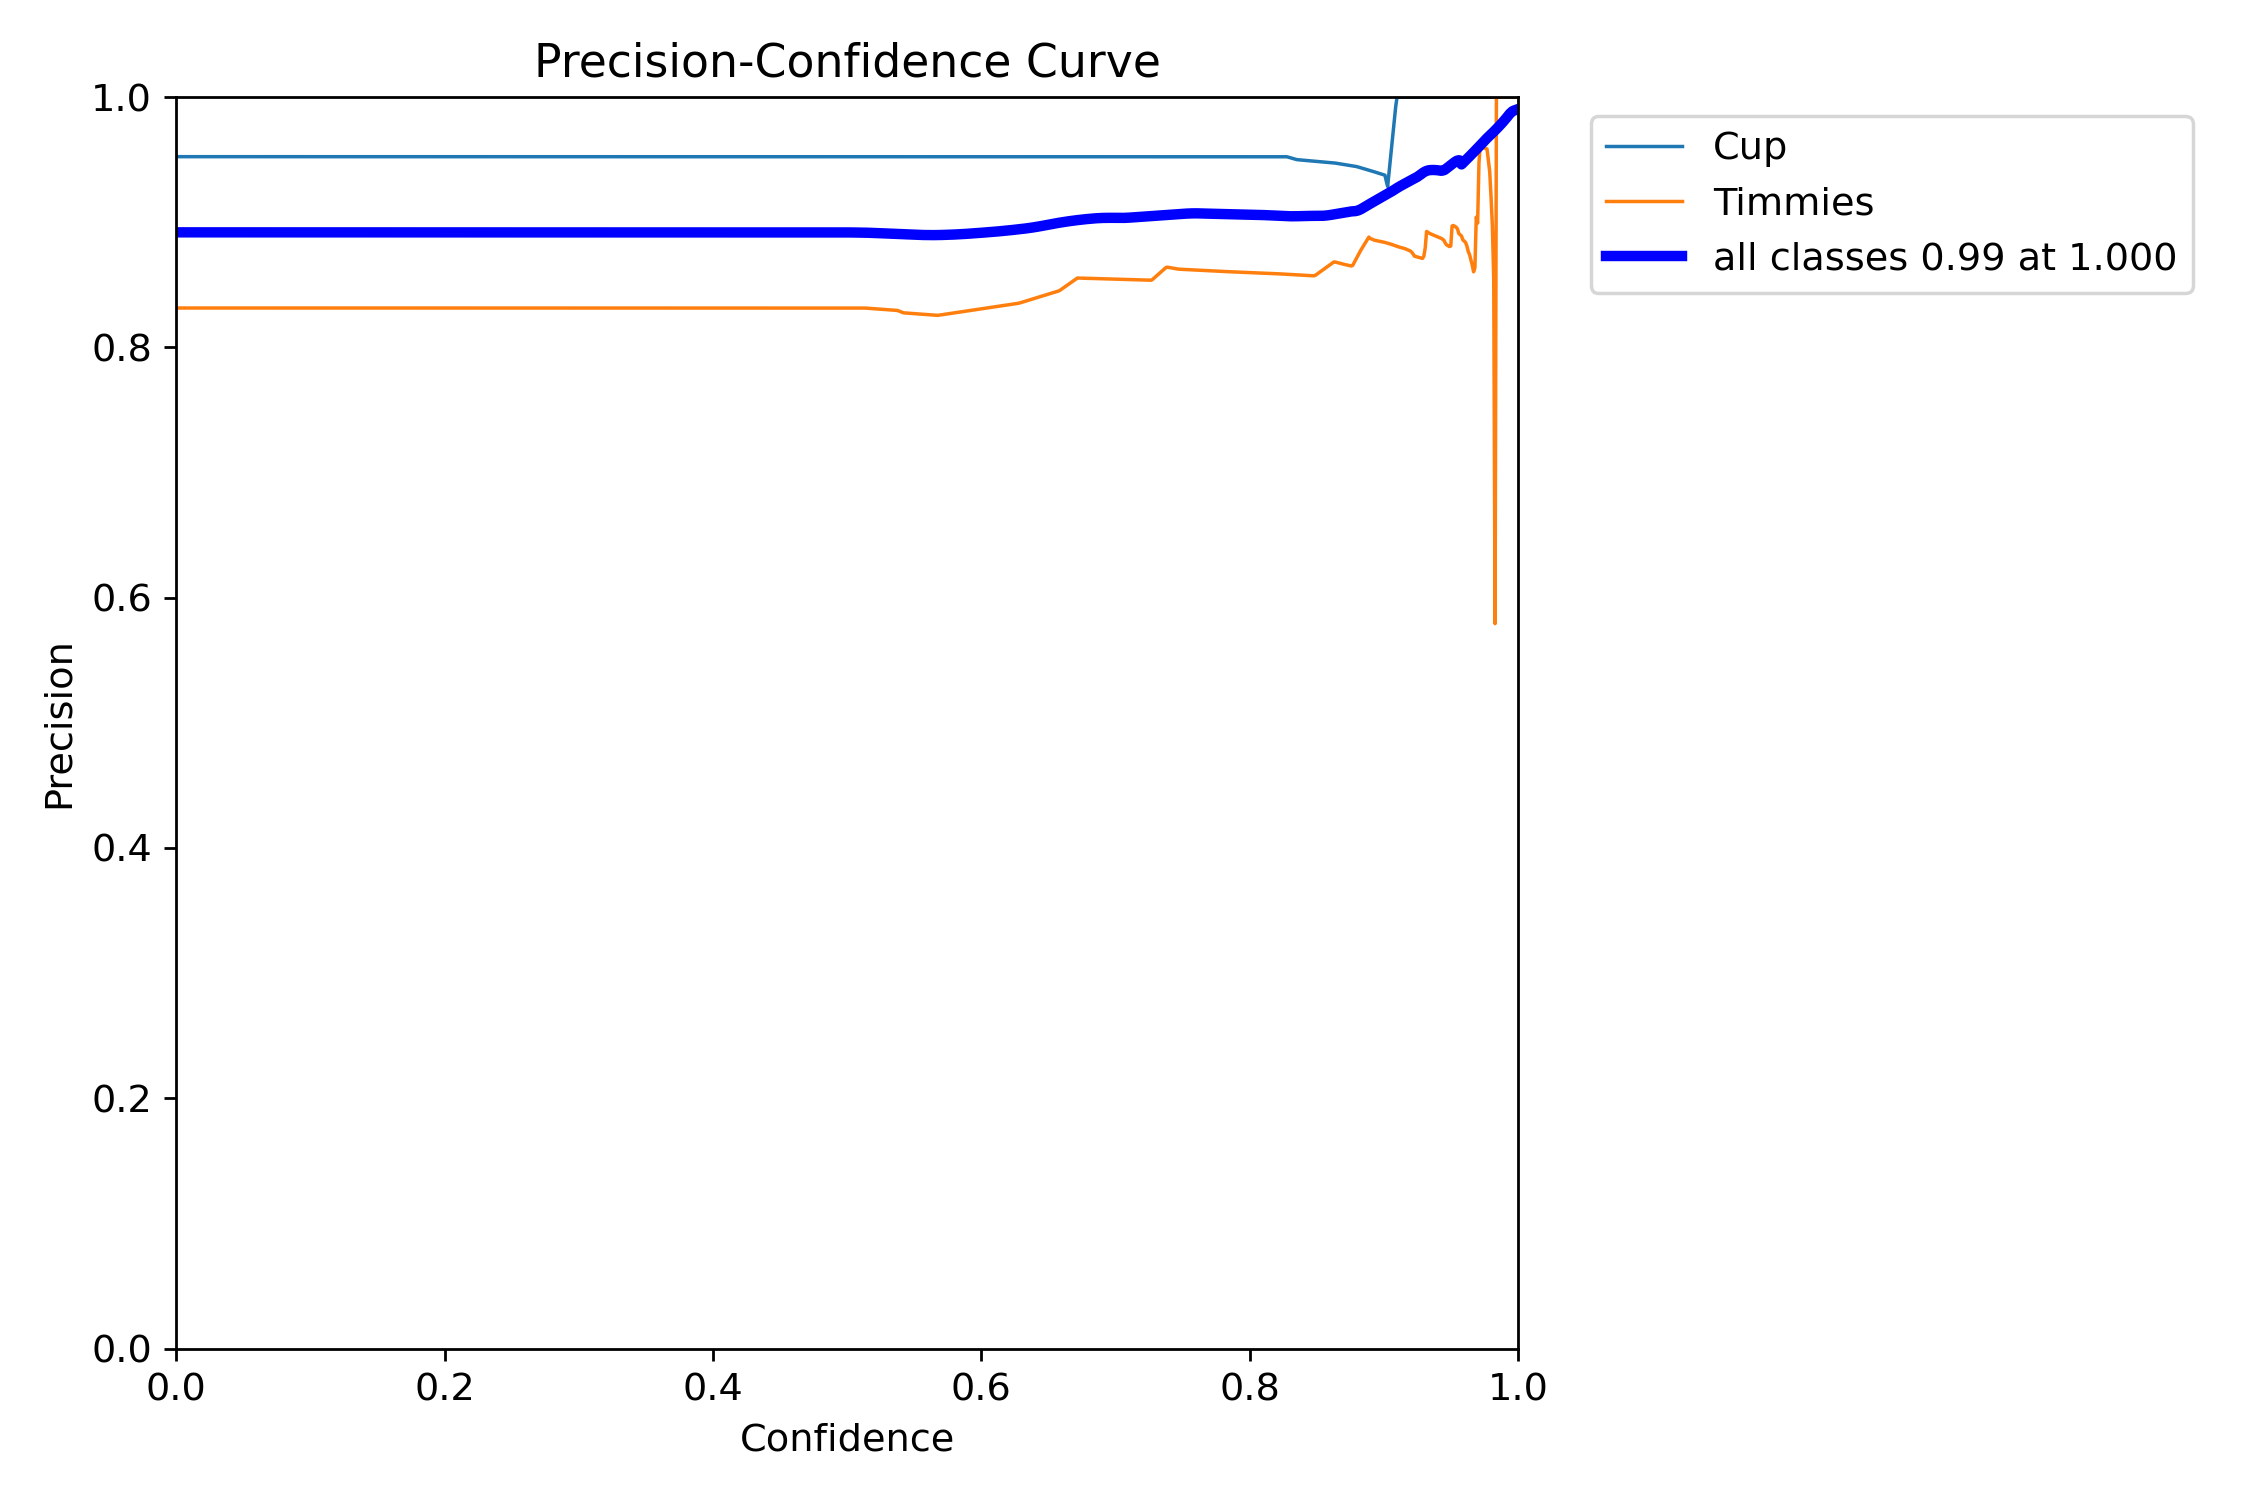 Precision-Confidence Curve
1.0
0.8
0.6
0.4
0.2
0.0
Precision
0.0 0.2 0.4 0.6 0.8 1.0
Confidence
Cup
Timmies
all classes 0.99 at 1.000